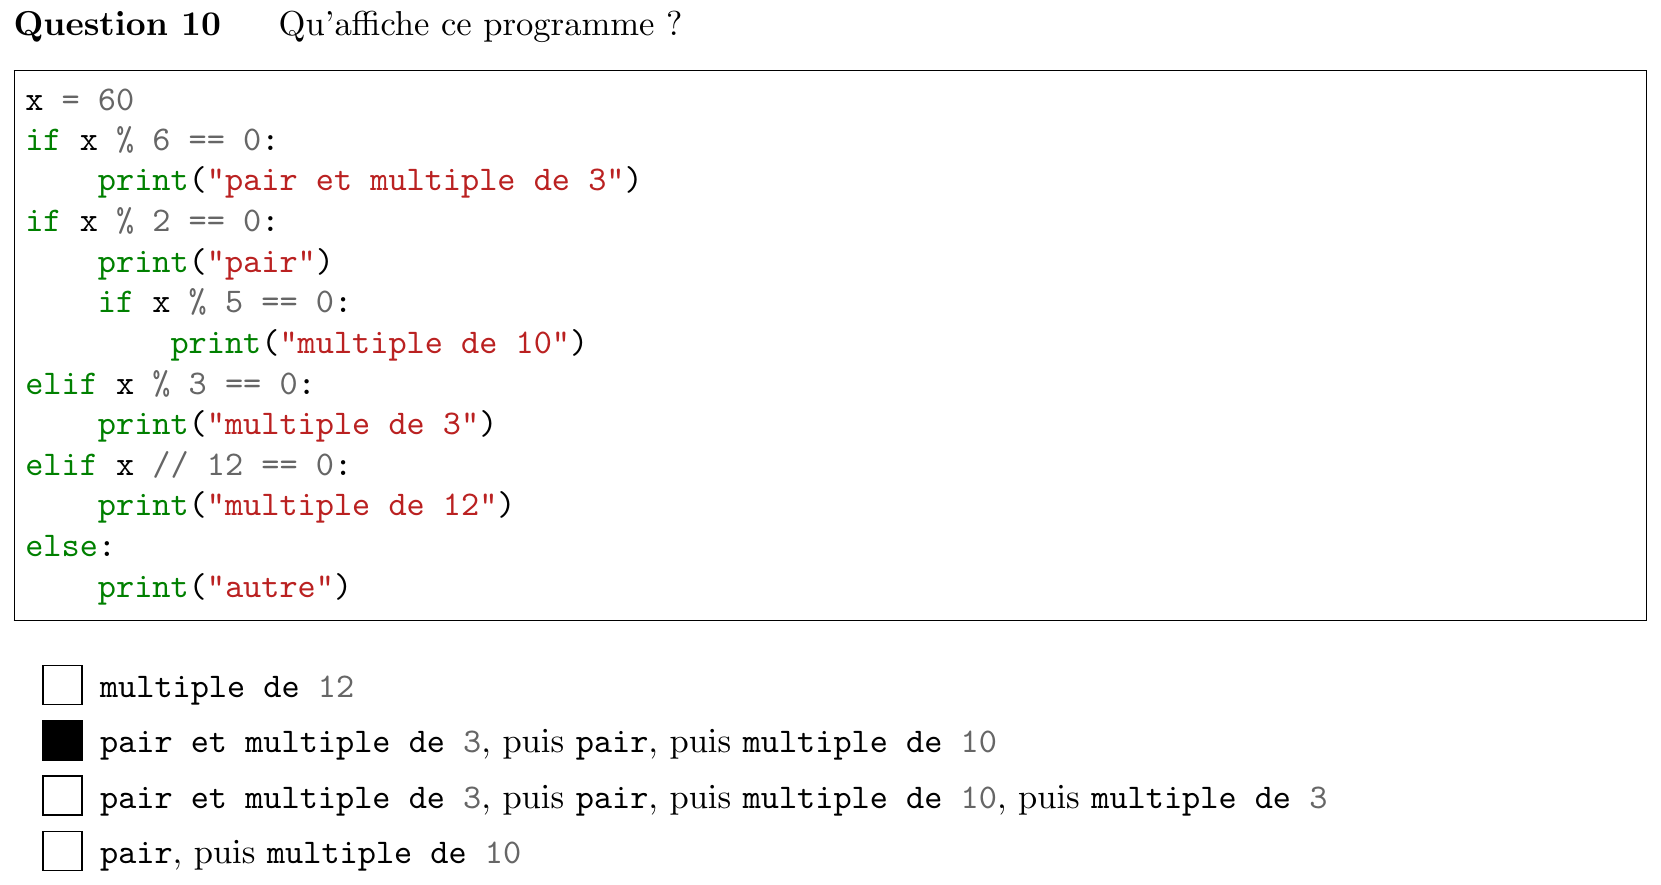 Question 10 Qu'affiche ce programme ?
x = 60
if x % 6 == 0:
    print("pair et multiple de 3")
if x % 2 == 0:
    print("pair")
    if x % 5 == 0:
        print("multiple de 10")
elif x % 3 == 0:
    print("multiple de 3")
elif x // 12 == 0:
    print("multiple de 12")
else:
    print("autre")
multiple de 12
pair et multiple de 3, puis pair, puis multiple de 10
pair et multiple de 3, puis pair, puis multiple de 10, puis multiple de 3
pair, puis multiple de 10